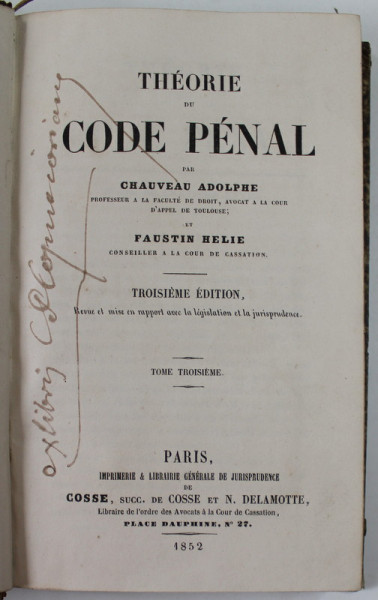 THÉORIE
DU
CODE PÉNAL
PAR
CHAUVEAU ADOLPHE
PROFESSEUR A LA FACULTÉ DE DROIT, AVOCAT A LA COUR
D'APPEL DE TOULOUSE;
ET
FAUSTIN HELIE
CONSEILLER A LA COUR DE CASSATION.
TROISIÈME ÉDITION,
Revue et mise en rapport avec la législation et la jurisprudence.
TOME TROISIÈME.
PARIS,
IMPRIMERIE & LIBRAIRIE GÉNÉRALE DE JURISPRUDENCE
DE
COSSE, SUCC. DE COSSE ET N. DELAMOTTE,
Libraire de l'ordre des Avocats à la Cour de Cassation,
PLACE DAUPHINE, N° 27.
1852
exlibris